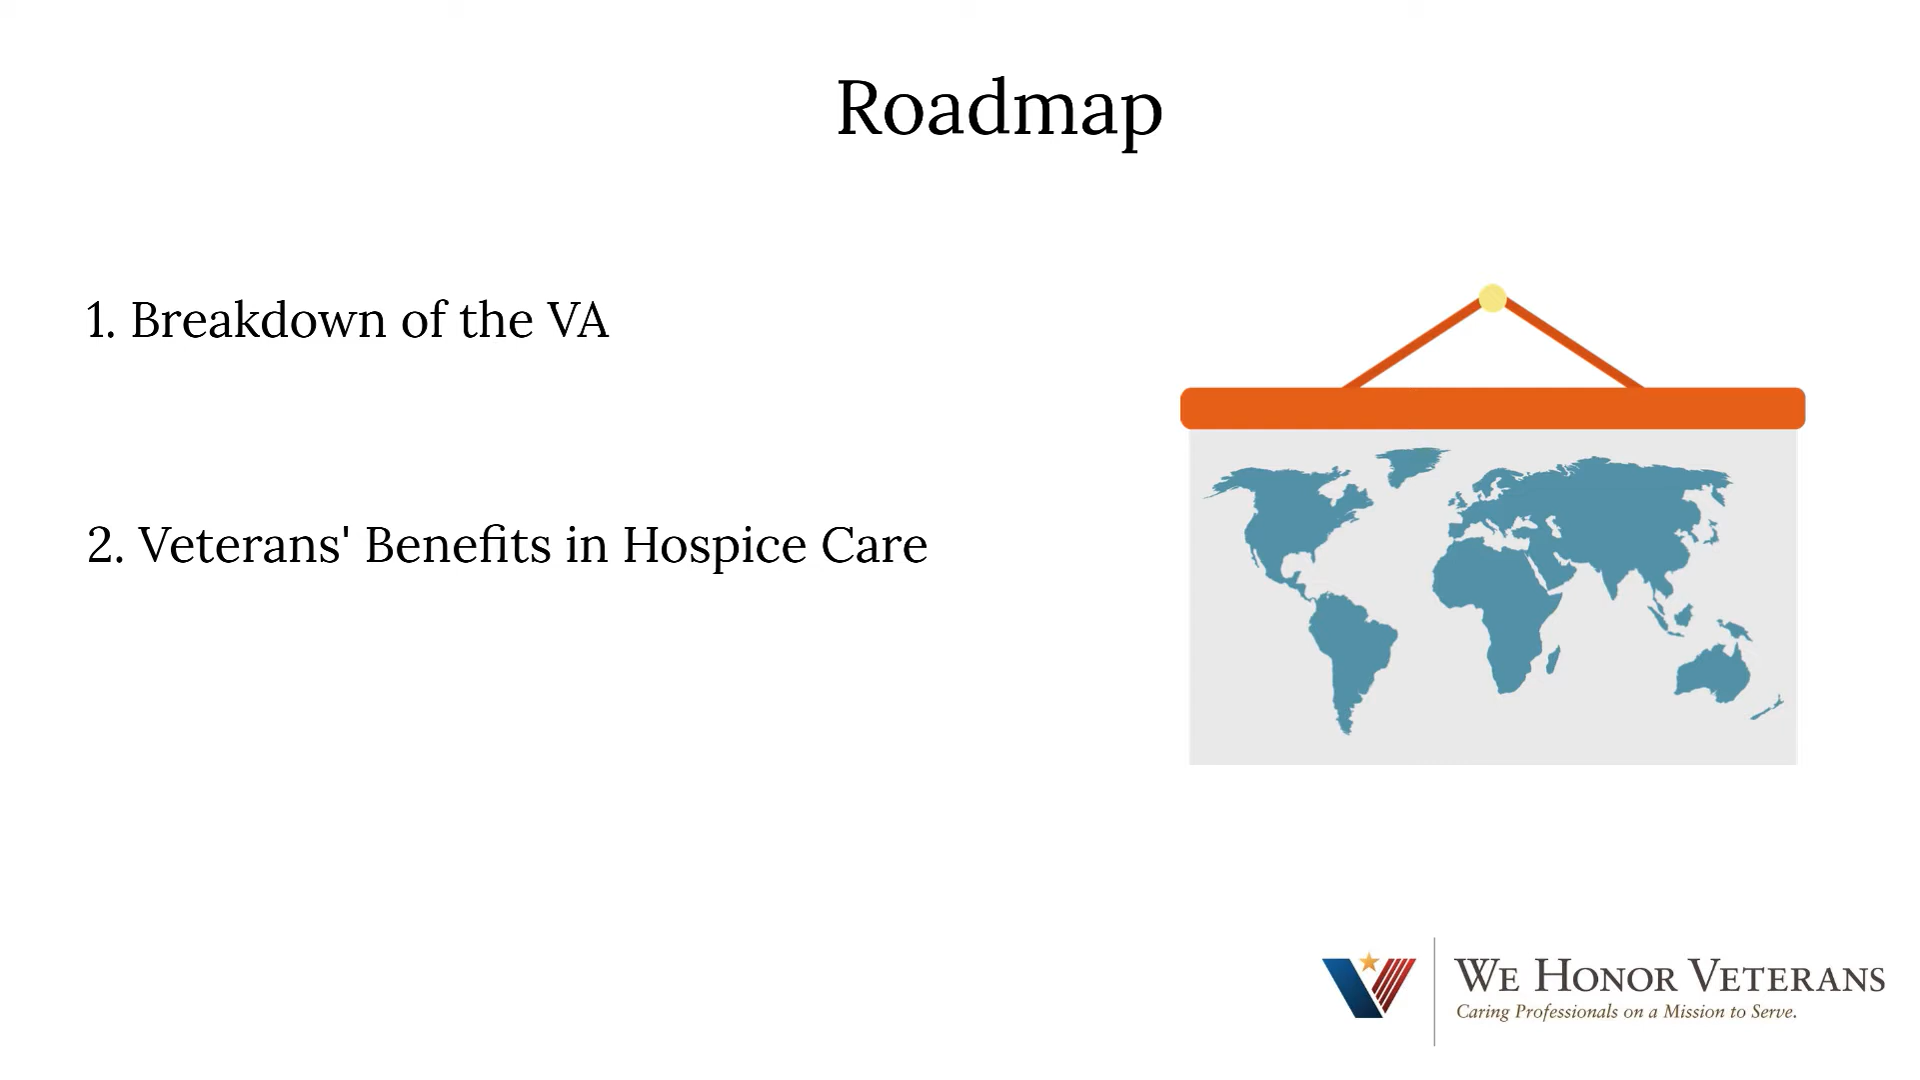 Roadmap
1. Breakdown of the VA
2. Veterans' Benefits in Hospice Care
WE HONOR VETERANS
Caring Professionals on a Mission to Serve.